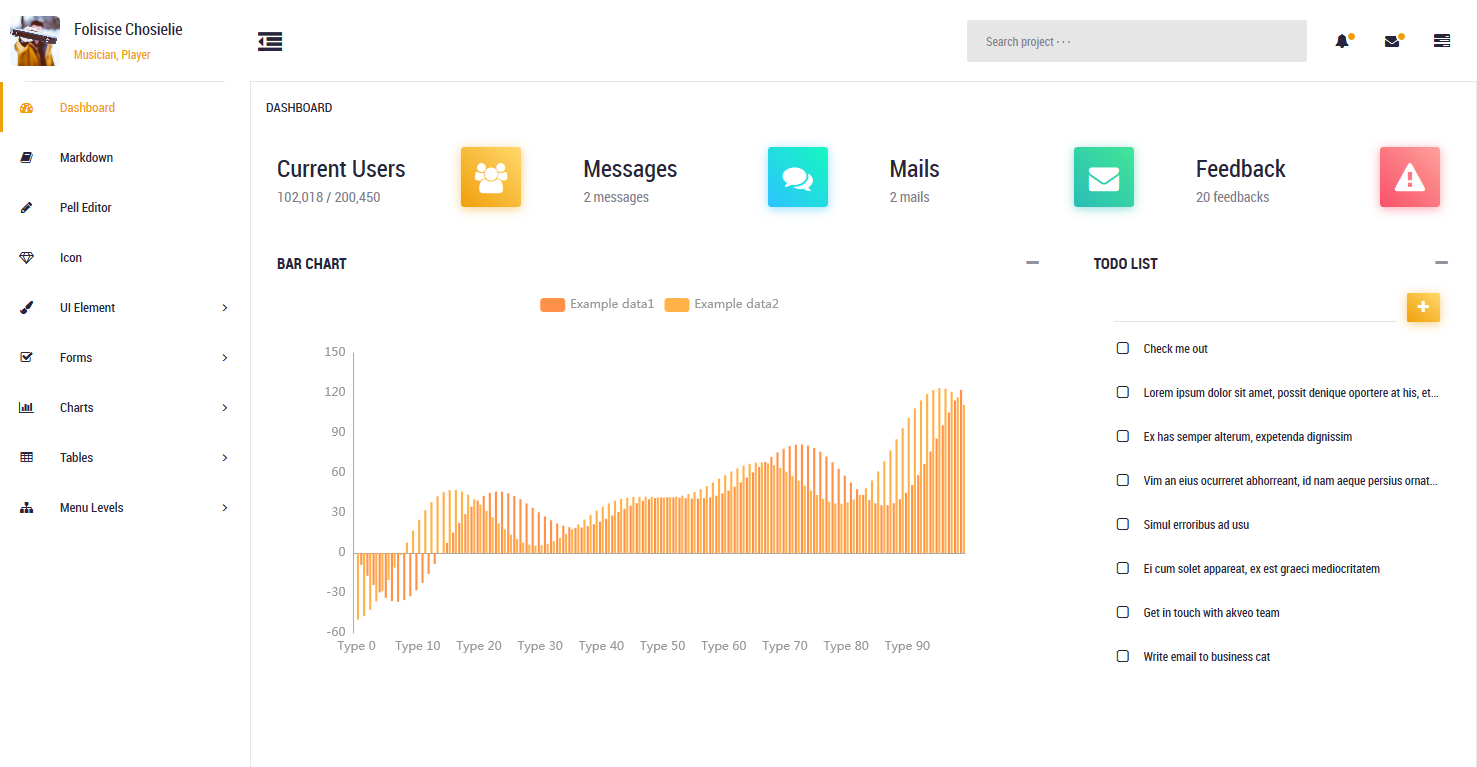 Folisise Chosielie
Musician, Player
Search project · · ·
Dashboard
Markdown
Pell Editor
Icon
UI Element
Forms
Charts
Tables
Menu Levels
DASHBOARD
Current Users
102,018 / 200,450
Messages
2 messages
Mails
2 mails
Feedback
20 feedbacks
BAR CHART
Example data1 Example data2
150
120
90
60
30
0
-30
-60
Type 0 Type 10 Type 20 Type 30 Type 40 Type 50 Type 60 Type 70 Type 80 Type 90
TODO LIST
Check me out
Lorem ipsum dolor sit amet, possit denique oportere at his, et...
Ex has semper alterum, expetenda dignissim
Vim an eius ocurreret abhorreant, id nam aeque persius ornat...
Simul erroribus ad usu
Ei cum solet appareat, ex est graeci mediocritatem
Get in touch with akveo team
Write email to business cat